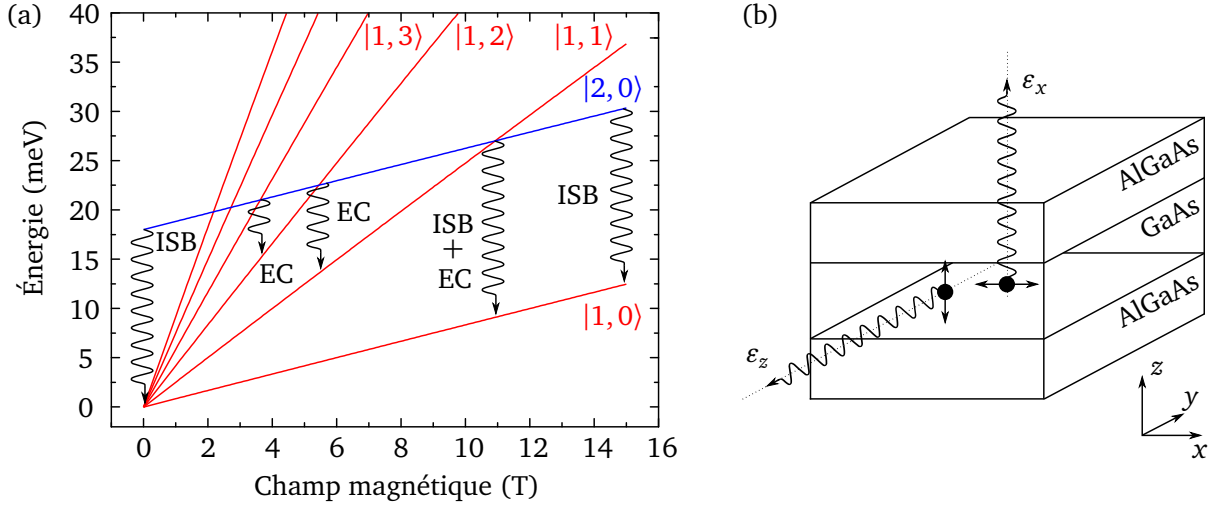 (a)
Énergie (meV)
40
35
30
25
20
15
10
5
0
0 2 4 6 8 10 12 14 16
Champ magnétique (T)
|1, 3⟩ |1, 2⟩ |1, 1⟩
|2, 0⟩
|1, 0⟩
ISB
EC
EC
ISB
+
EC
ISB
(b)
εx
εz
AlGaAs
GaAs
AlGaAs
z
y
x